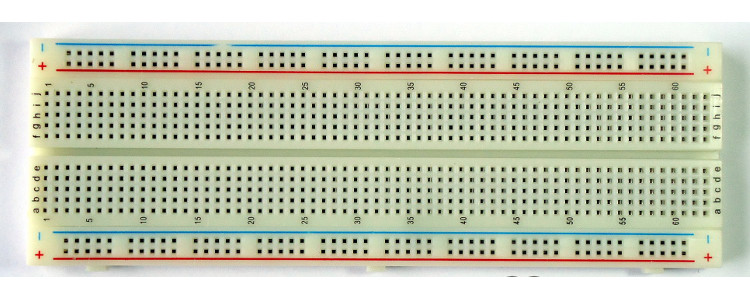 − −
+ +
1 5 10 15 20 25 30 35 40 45 50 55 60
j j
i i
h h
g g
f f
e e
d d
c c
b b
a a
1 5 10 15 20 25 30 35 40 45 50 55 60
− −
+ +